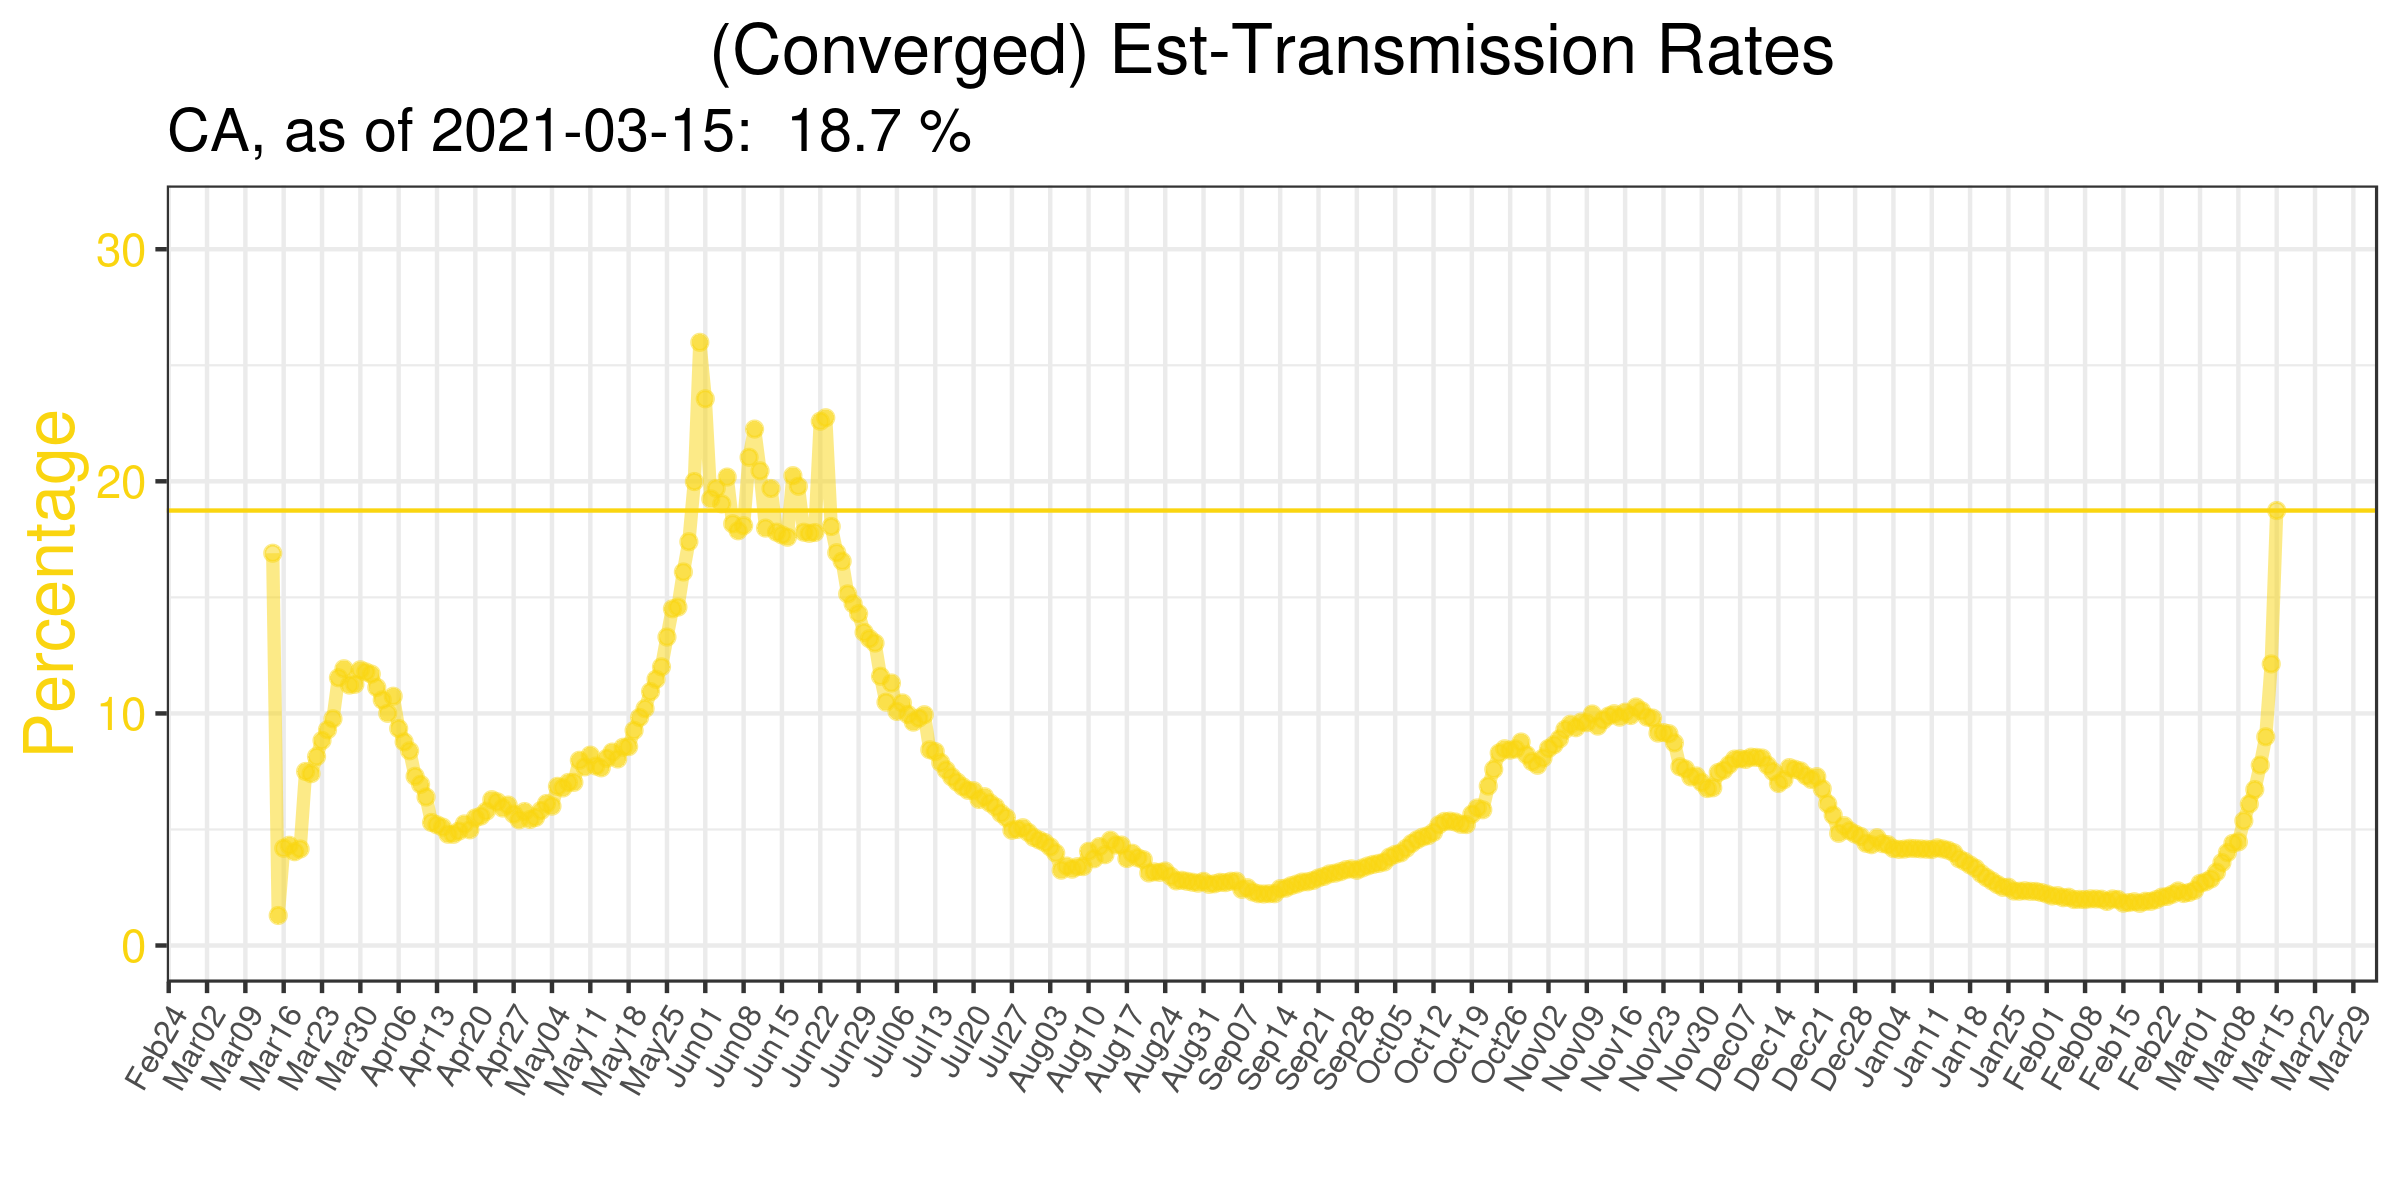 (Converged) Est-Transmission Rates
CA, as of 2021-03-15:  18.7 %
Percentage
30
20
10
0
Feb24
Mar02
Mar09
Mar16
Mar23
Mar30
Apr06
Apr13
Apr20
Apr27
May04
May11
May18
May25
Jun01
Jun08
Jun15
Jun22
Jun29
Jul06
Jul13
Jul20
Jul27
Aug03
Aug10
Aug17
Aug24
Aug31
Sep07
Sep14
Sep21
Sep28
Oct05
Oct12
Oct19
Oct26
Nov02
Nov09
Nov16
Nov23
Nov30
Dec07
Dec14
Dec21
Dec28
Jan04
Jan11
Jan18
Jan25
Feb01
Feb08
Feb15
Feb22
Mar01
Mar08
Mar15
Mar22
Mar29